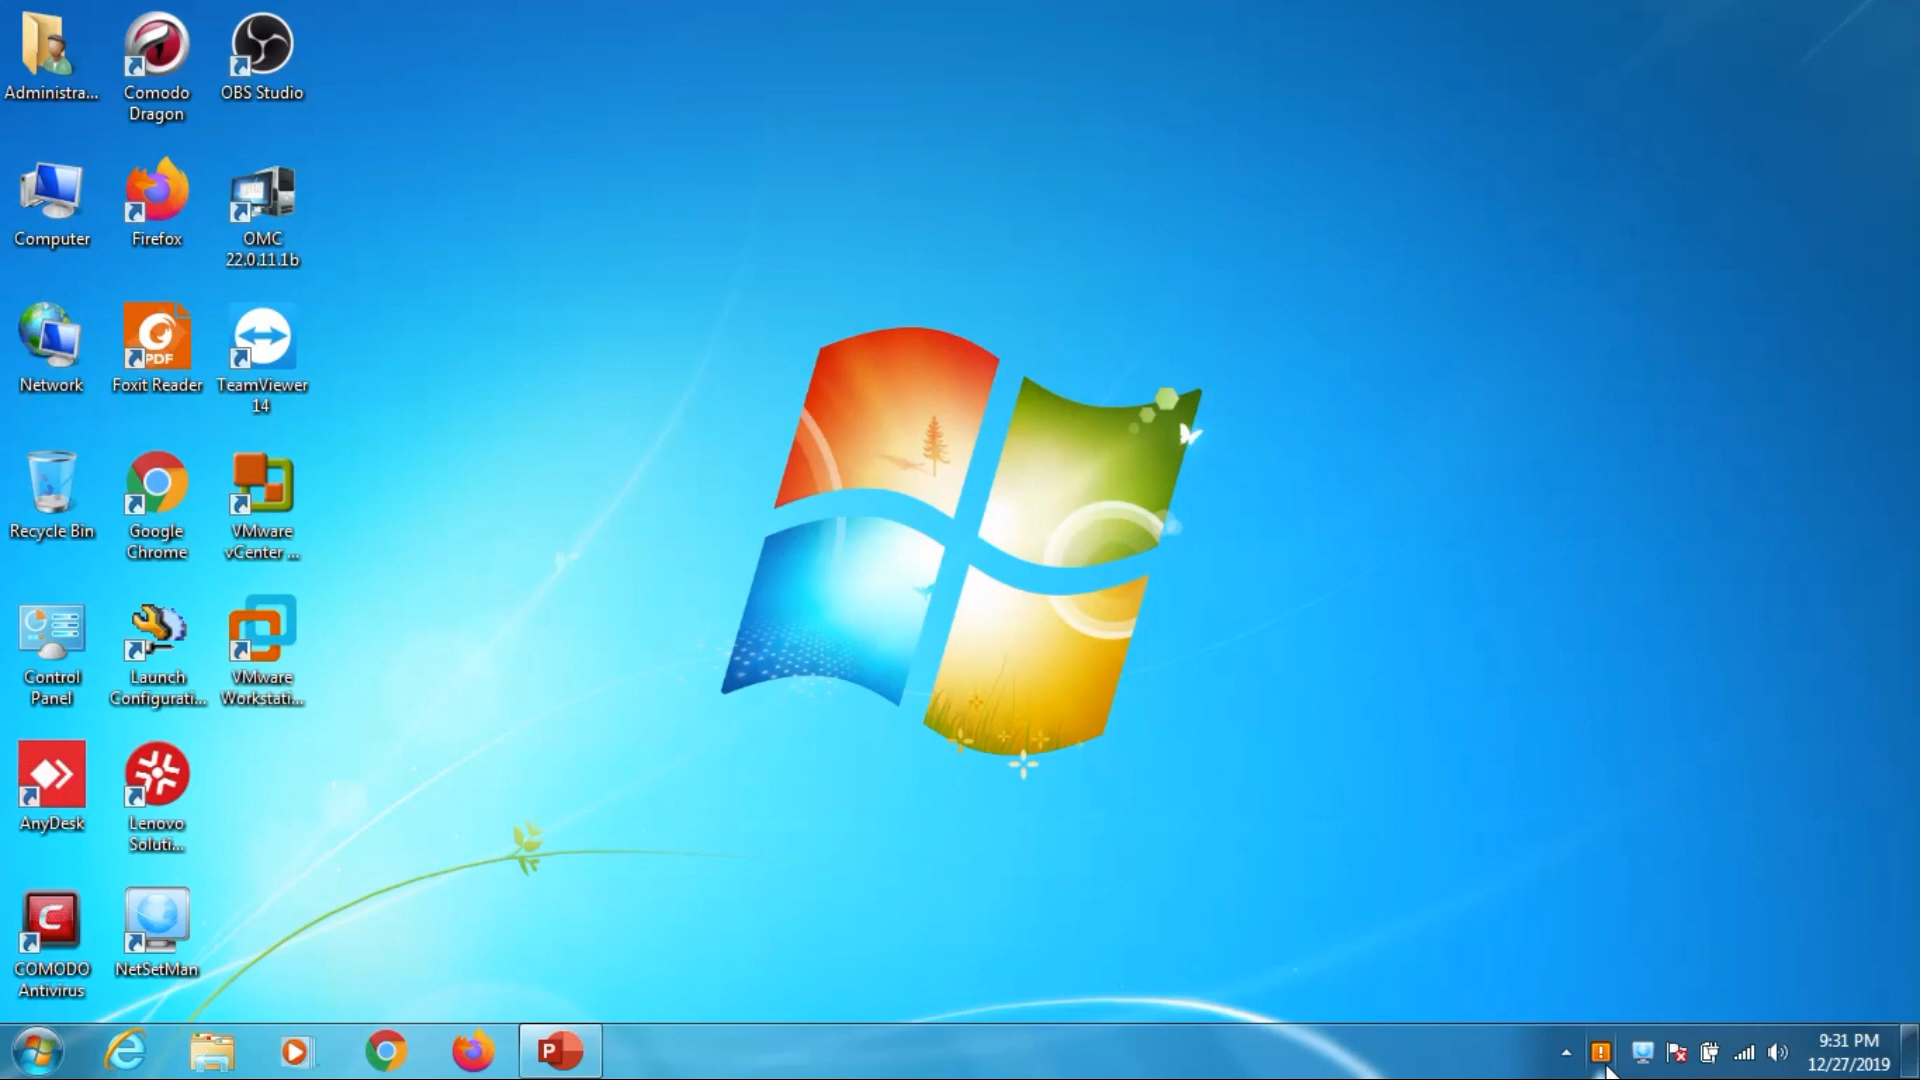 Administra...
Comodo
Dragon
OBS Studio
Computer
Firefox
OMC
22.0.11.1b
Network
PDF
Foxit Reader
TeamViewer
14
Recycle Bin
Google
Chrome
VMware
vCenter ...
Control
Panel
Launch
Configurati...
VMware
Workstati...
AnyDesk
Lenovo
Soluti...
COMODO
Antivirus
NetSetMan
P
9:31 PM
12/27/2019